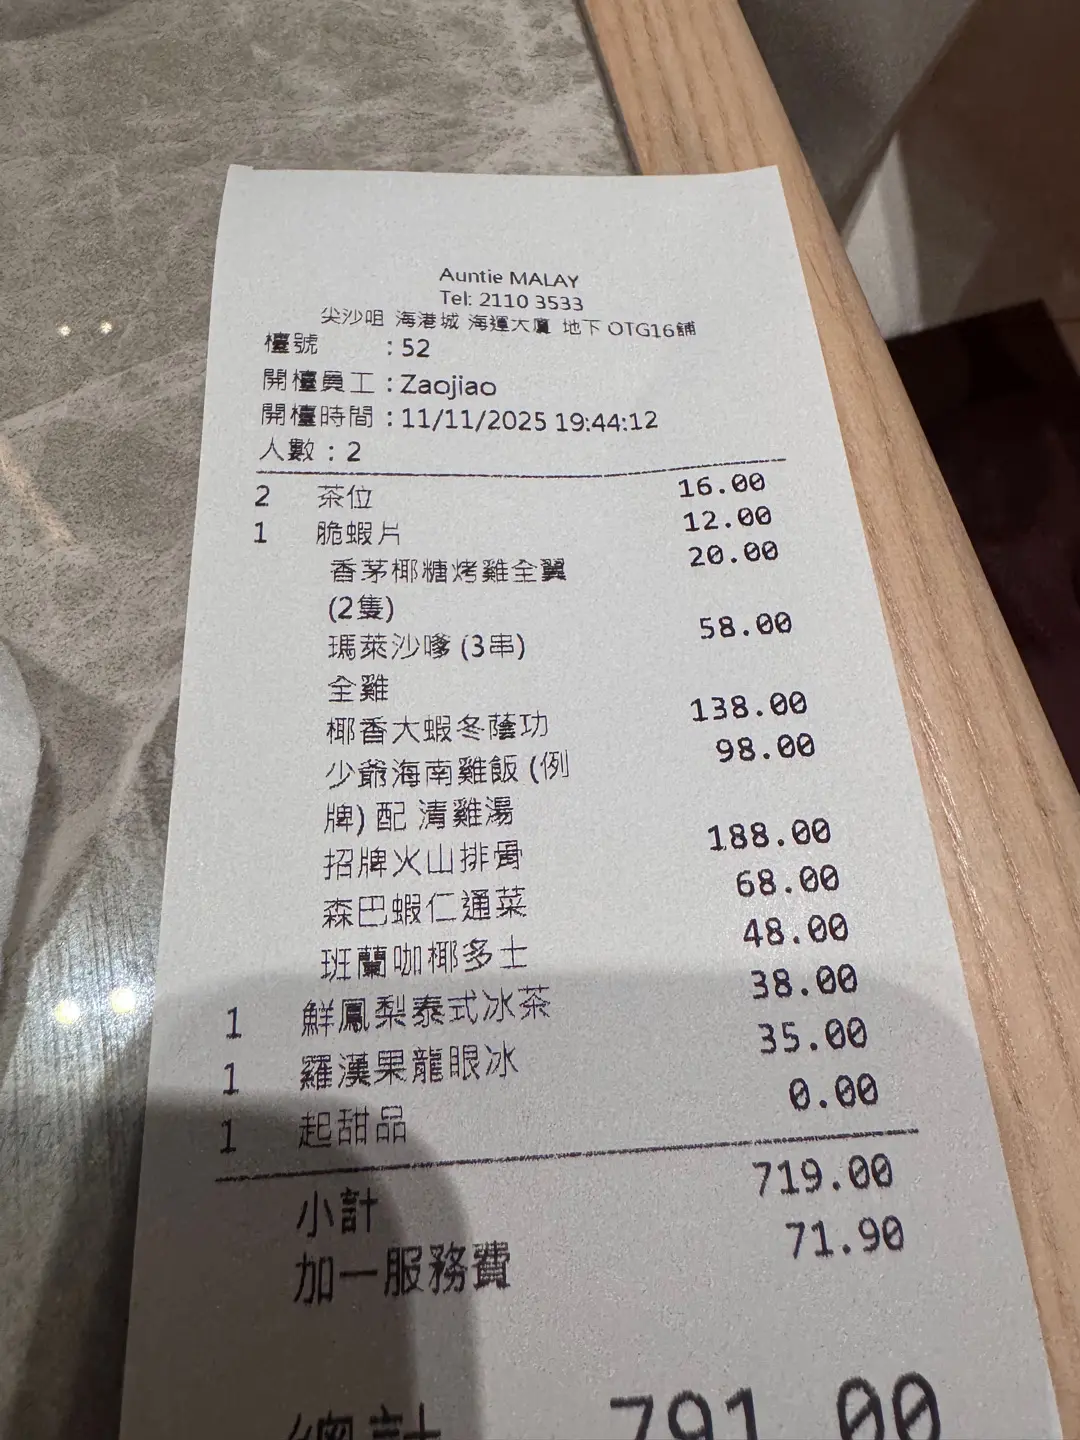 Auntie MALAY
Tel: 2110 3533
尖沙咀 海港城 海運大廈 地下 OTG16舖
檯號 : 52
開檯員工 : Zaojiao
開檯時間 : 11/11/2025 19:44:12
人數 : 2
2 茶位 16.00
1 脆蝦片 12.00
香茅椰糖烤雞全翼 20.00
(2隻)
瑪萊沙嗲 (3串) 58.00
全雞
椰香大蝦冬蔭功 138.00
少爺海南雞飯 (例 98.00
牌) 配 清雞湯
招牌火山排骨 188.00
森巴蝦仁通菜 68.00
班蘭咖椰多士 48.00
1 鮮鳳梨泰式冰茶 38.00
1 羅漢果龍眼冰 35.00
1 起甜品 0.00
小計 719.00
加一服務費 71.90
總計 791.00